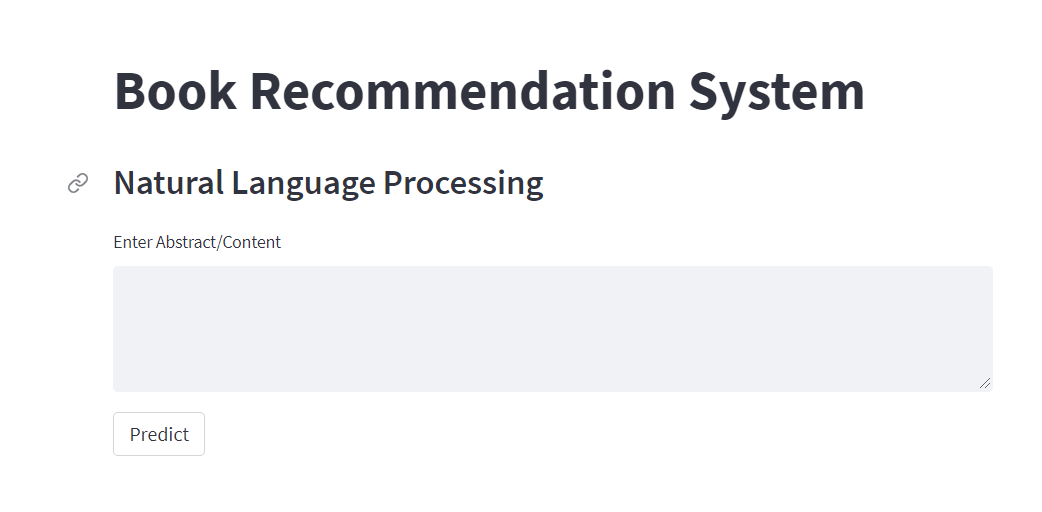 Book Recommendation System
Natural Language Processing
Enter Abstract/Content
Predict